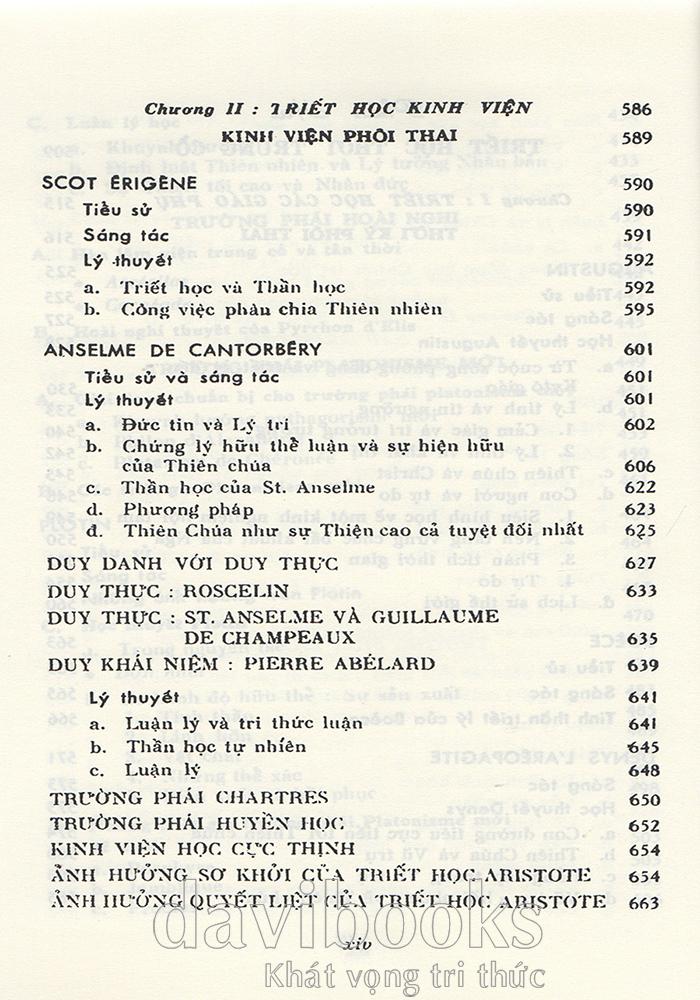 Chương II : TRIẾT HỌC KINH VIỆN 586
KINH VIỆN PHÔI THAI 589
SCOT ÉRIGÈNE 590
Tiểu sử 590
Sáng tác 591
Lý thuyết 592
a. Triết học và Thần học 592
b. Công việc phân chia Thiên nhiên 595
ANSELME DE CANTORBÉRY 601
Tiểu sử và sáng tác 601
Lý thuyết 601
a. Đức tin và Lý trí 602
b. Chứng lý hữu thể luận và sự hiện hữu
của Thiên chúa 606
c. Thần học của St. Anselme 622
d. Phương pháp 623
đ. Thiên Chúa như sự Thiên cao cả tuyệt đối nhất 625
DUY DANH VỚI DUY THỰC 627
DUY THỰC : ROSCELIN 633
DUY THỰC : ST. ANSELME VÀ GUILLAUME
DE CHAMPEAUX 635
DUY KHÁI NIỆM : PIERRE ABÉLARD 639
Lý thuyết 641
a. Luân lý và tri thức luận 641
b. Thần học tự nhiên 645
c. Luận lý 648
TRƯỜNG PHÁI CHARTRES 650
TRƯỜNG PHÁI HUYỀN HỌC 652
KINH VIỆN HỌC CỰC THỊNH 654
ẢNH HƯỞNG SƠ KHỞI CỦA TRIẾT HỌC ARISTOTE 654
ẢNH HƯỞNG QUYẾT LIỆT CỦA TRIẾT HỌC ARISTOTE 663
xiv
davibooks
Khát vọng tri thức